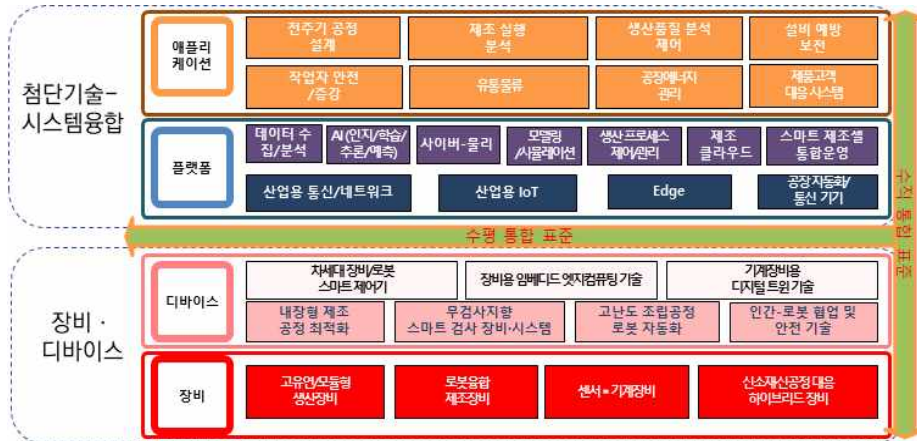 첨단기술-
시스템융합
애플리
케이션
전주기 공정
설계
제조 실행
분석
생산품질 분석
제어
설비 예방
보전
작업자 안전
/증강
유통물류
공장에너지
관리
제품고객
대응 시스템
플랫폼
데이터 수
집/분석
AI (인지/학습/
추론/예측)
사이버-물리
모델링
/시뮬레이션
생산 프로세스
제어/관리
제조
클라우드
스마트 제조셀
통합운영
산업용 통신/네트워크
산업용 IoT
Edge
공장 자동화/
통신 기기
수평 통합 표준
수직 통합 표준
장비 ·
디바이스
디바이스
차세대 장비/로봇
스마트 제어기
장비용 임베디드 엣지컴퓨팅 기술
기계장비용
디지털 트윈 기술
내장형 제조
공정 최적화
무검사지향
스마트 검사 장비·시스템
고난도 조립공정
로봇 자동화
인간-로봇 협업 및
안전 기술
장비
고유연/모듈형
생산장비
로봇융합
제조장비
센서 = 기계장비
신소재/신공정 대응
하이브리드 장비